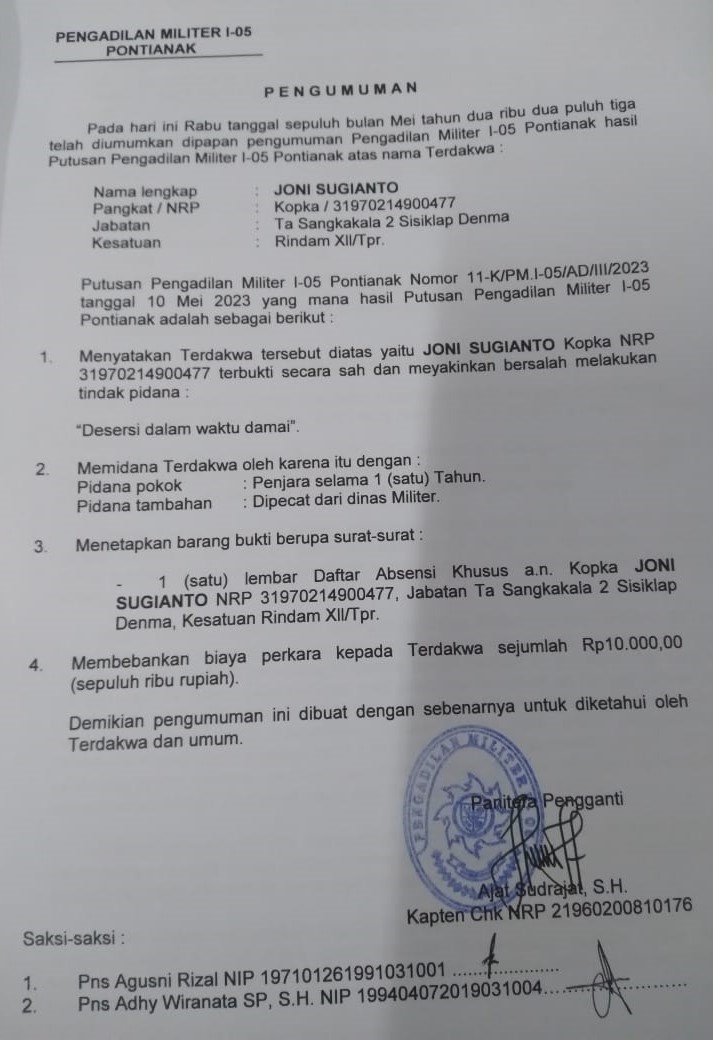 PENGADILAN MILITER I-05
PONTIANAK
PENGUMUMAN
Pada hari ini Rabu tanggal sepuluh bulan Mei tahun dua ribu dua puluh tiga
telah diumumkan dipapan pengumuman Pengadilan Militer I-05 Pontianak hasil
Putusan Pengadilan Militer I-05 Pontianak atas nama Terdakwa :
Nama lengkap : JONI SUGIANTO
Pangkat / NRP : Kopka / 31970214900477
Jabatan : Ta Sangkakala 2 Sisiklap Denma
Kesatuan : Rindam XII/Tpr.
Putusan Pengadilan Militer I-05 Pontianak Nomor 11-K/PM.I-05/AD/III/2023
tanggal 10 Mei 2023 yang mana hasil Putusan Pengadilan Militer I-05
Pontianak adalah sebagai berikut :
1. Menyatakan Terdakwa tersebut diatas yaitu JONI SUGIANTO Kopka NRP
31970214900477 terbukti secara sah dan meyakinkan bersalah melakukan
tindak pidana :
“Desersi dalam waktu damai”.
2. Memidana Terdakwa oleh karena itu dengan :
Pidana pokok : Penjara selama 1 (satu) Tahun.
Pidana tambahan : Dipecat dari dinas Militer.
3. Menetapkan barang bukti berupa surat-surat :
- 1 (satu) lembar Daftar Absensi Khusus a.n. Kopka JONI
SUGIANTO NRP 31970214900477, Jabatan Ta Sangkakala 2 Sisiklap
Denma, Kesatuan Rindam XII/Tpr.
4. Membebankan biaya perkara kepada Terdakwa sejumlah Rp10.000,00
(sepuluh ribu rupiah).
Demikian pengumuman ini dibuat dengan sebenarnya untuk diketahui oleh
Terdakwa dan umum.
PENGADILAN MILITER
Panitera Pengganti
Ajat Sudrajat, S.H.
Kapten Chk NRP 21960200810176
Saksi-saksi :
1. Pns Agusni Rizal NIP 197101261991031001 ....................
2. Pns Adhy Wiranata SP, S.H. NIP 199404072019031004.........................